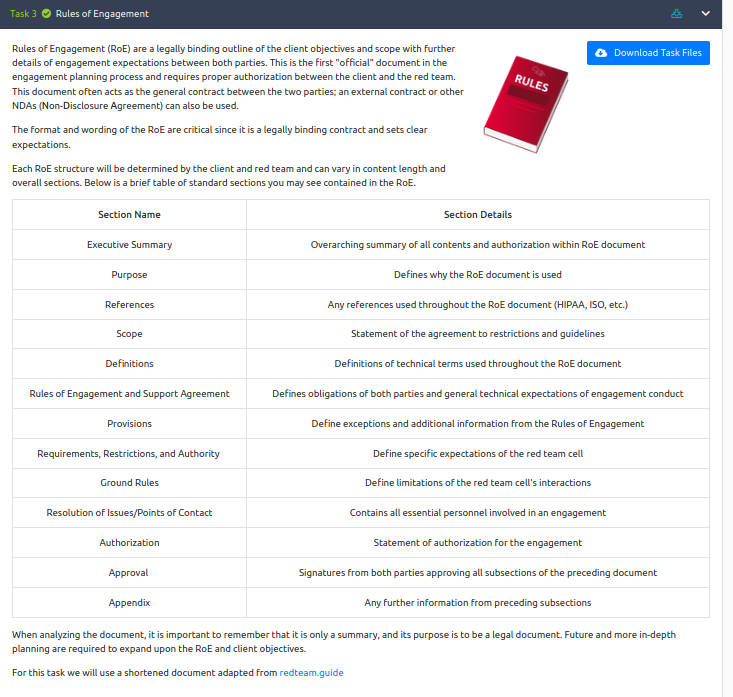 Task 3 Rules of Engagement
Rules of Engagement (RoE) are a legally binding outline of the client objectives and scope with further
details of engagement expectations between both parties. This is the first "official" document in the
engagement planning process and requires proper authorization between the client and the red team.
This document often acts as the general contract between the two parties; an external contract or other
NDAs (Non-Disclosure Agreement) can also be used.
Download Task Files
RULES
The format and wording of the RoE are critical since it is a legally binding contract and sets clear
expectations.
Each RoE structure will be determined by the client and red team and can vary in content length and
overall sections. Below is a brief table of standard sections you may see contained in the RoE.
Section Name Section Details
Executive Summary Overarching summary of all contents and authorization within RoE document
Purpose Defines why the RoE document is used
References Any references used throughout the RoE document (HIPAA, ISO, etc.)
Scope Statement of the agreement to restrictions and guidelines
Definitions Definitions of technical terms used throughout the RoE document
Rules of Engagement and Support Agreement Defines obligations of both parties and general technical expectations of engagement conduct
Provisions Define exceptions and additional information from the Rules of Engagement
Requirements, Restrictions, and Authority Define specific expectations of the red team cell
Ground Rules Define limitations of the red team cell's interactions
Resolution of Issues/Points of Contact Contains all essential personnel involved in an engagement
Authorization Statement of authorization for the engagement
Approval Signatures from both parties approving all subsections of the preceding document
Appendix Any further information from preceding subsections
When analyzing the document, it is important to remember that it is only a summary, and its purpose is to be a legal document. Future and more in-depth
planning are required to expand upon the RoE and client objectives.
For this task we will use a shortened document adapted from redteam.guide